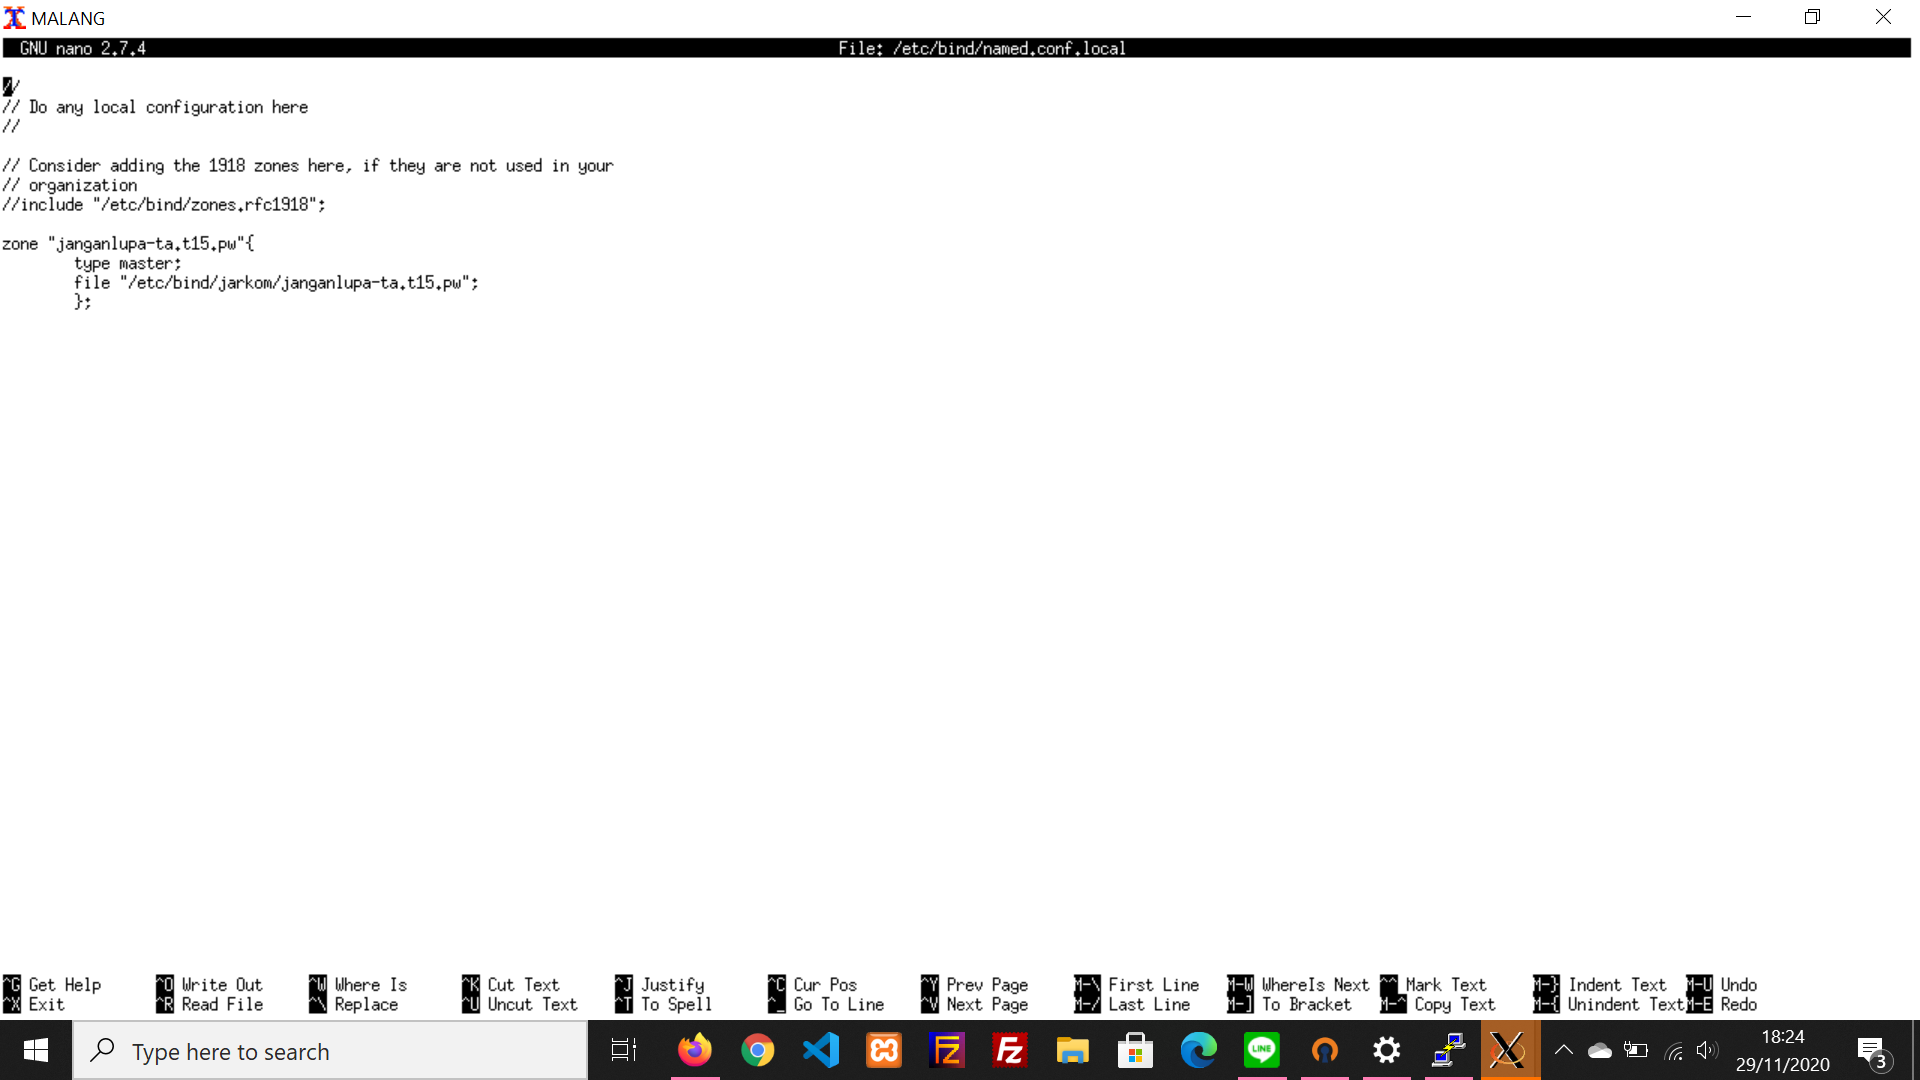 MALANG
GNU nano 2.7.4 File: /etc/bind/named.conf.local
//
// Do any local configuration here
//
// Consider adding the 1918 zones here, if they are not used in your
// organization
//include "/etc/bind/zones.rfc1918";
zone "janganlupa-ta.t15.pw"{
type master;
file "/etc/bind/jarkom/janganlupa-ta.t15.pw";
};
^G Get Help ^O Write Out ^W Where Is ^K Cut Text ^J Justify ^C Cur Pos ^Y Prev Page M-\ First Line M-W WhereIs Next ^^ Mark Text M-} Indent Text M-U Undo
^X Exit ^R Read File ^\ Replace ^U Uncut Text ^T To Spell ^_ Go To Line ^V Next Page M-/ Last Line M-] To Bracket M-^ Copy Text M-{ Unindent Text M-E Redo
Type here to search
LINE
18:24
29/11/2020
3